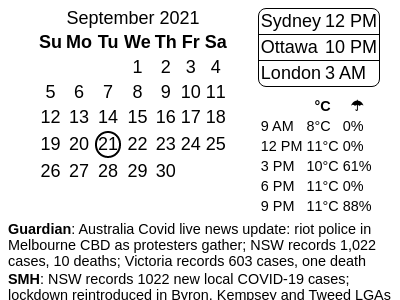 September 2021
Su Mo Tu We Th Fr Sa
1 2 3 4
5 6 7 8 9 10 11
12 13 14 15 16 17 18
19 20 21 22 23 24 25
26 27 28 29 30
Sydney 12 PM
Ottawa 10 PM
London 3 AM
°C ☂
9 AM 8°C 0%
12 PM 11°C 0%
3 PM 10°C 61%
6 PM 11°C 0%
9 PM 11°C 88%
Guardian: Australia Covid live news update: riot police in
Melbourne CBD as protesters gather; NSW records 1,022
cases, 10 deaths; Victoria records 603 cases, one death
SMH: NSW records 1022 new local COVID-19 cases;
lockdown reintroduced in Byron, Kempsey and Tweed LGAs